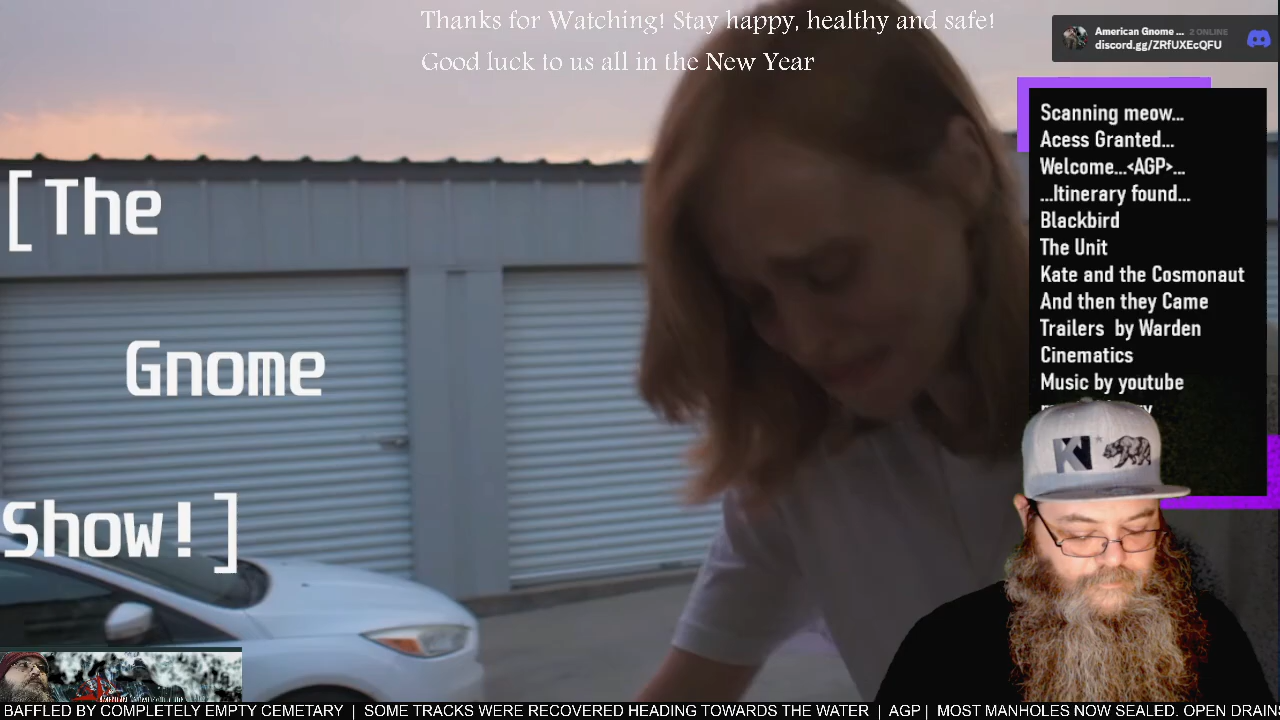 Thanks for Watching! Stay happy, healthy and safe!
Good luck to us all in the New Year
American Gnome ... 2 ONLINE
discord.gg/ZRfUXEcQFU
Scanning meow...
Acess Granted...
Welcome...<AGP>...
...Itinerary found...
Blackbird
The Unit
Kate and the Cosmonaut
And then they Came
Trailers by Warden
Cinematics
Music by youtube
[The
Gnome
Show!]
KN
BAFFLED BY COMPLETELY EMPTY CEMETARY | SOME TRACKS WERE RECOVERED HEADING TOWARDS THE WATER | AGP | MOST MANHOLES NOW SEALED. OPEN DRAINS